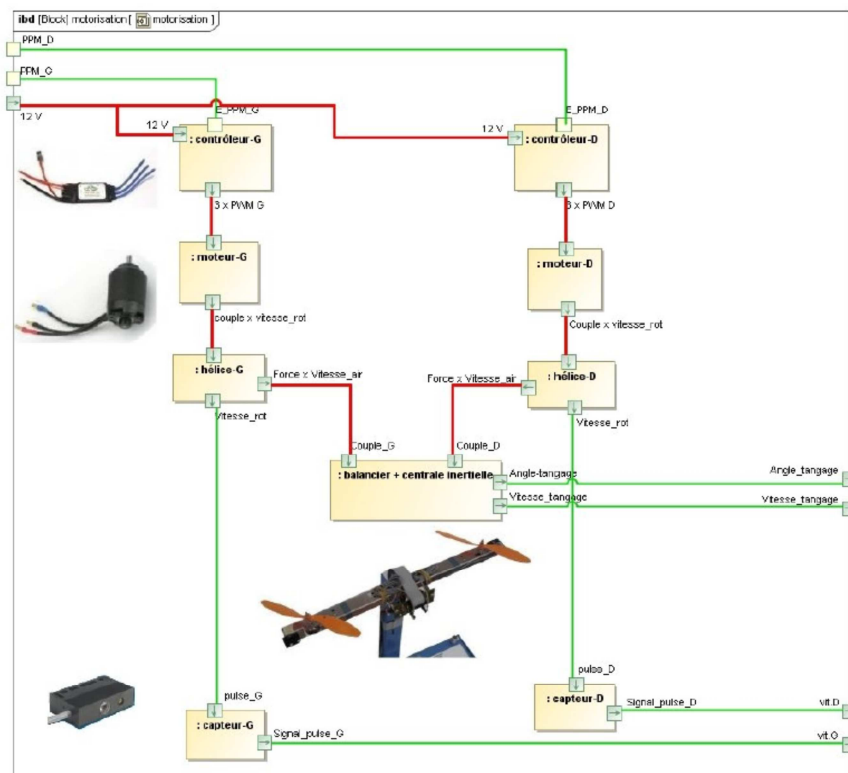 ibd [Block] motorisation [ motorisation ]
PPM_D
PPM_G
12 V
E_PPM_G
E_PPM_D
12 V
12 V
: contrôleur-G
: contrôleur-D
3 x PWM G
3 x PWM D
: moteur-G
: moteur-D
couple x vitesse_rot
Couple x vitesse_rot
: hélice-G
: hélice-D
Force x Vitesse_air
Force x Vitesse_air
Vitesse_rot
Vitesse_rot
Couple_G
Couple_D
: balancier + centrale inertielle
Angle-tangage
Angle_tangage
Vitesse_tangage
Vitesse_tangage
pulse_D
: capteur-D
Signal_pulse_D
vit.D
pulse_G
: capteur-G
Signal_pulse_G
vit.G